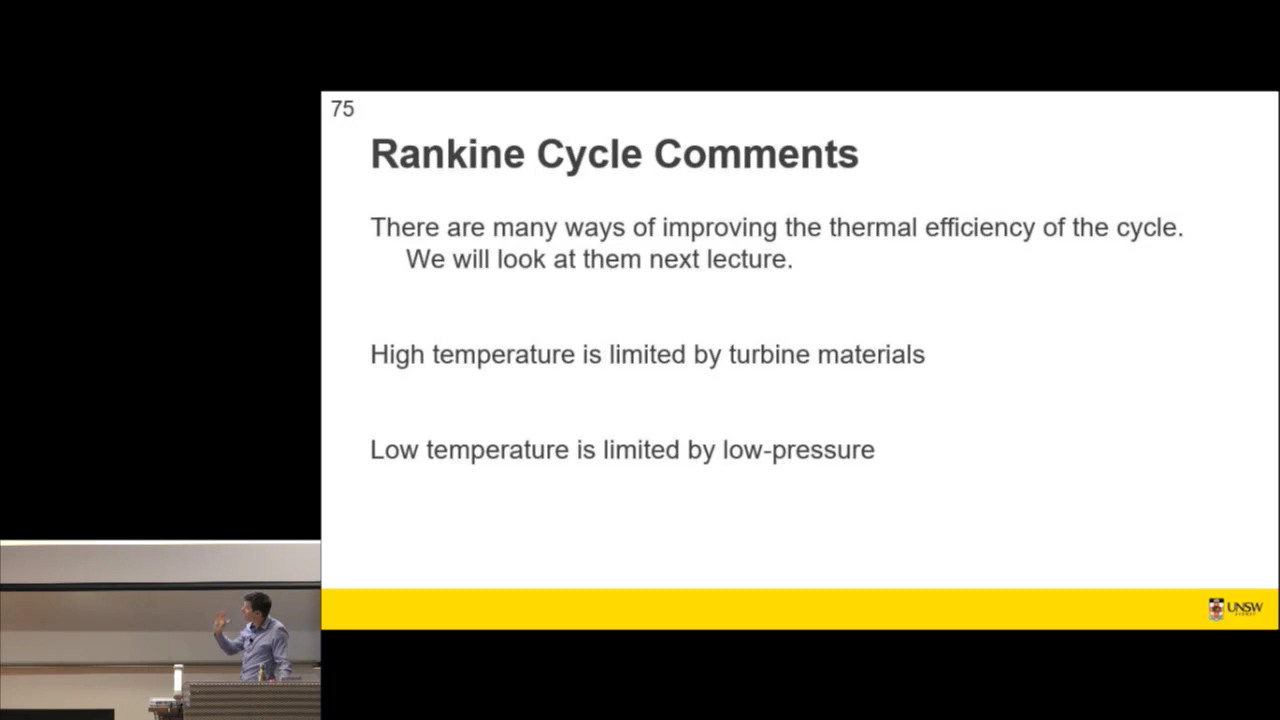 75
Rankine Cycle Comments
There are many ways of improving the thermal efficiency of the cycle.
We will look at them next lecture.
High temperature is limited by turbine materials
Low temperature is limited by low-pressure
UNSW